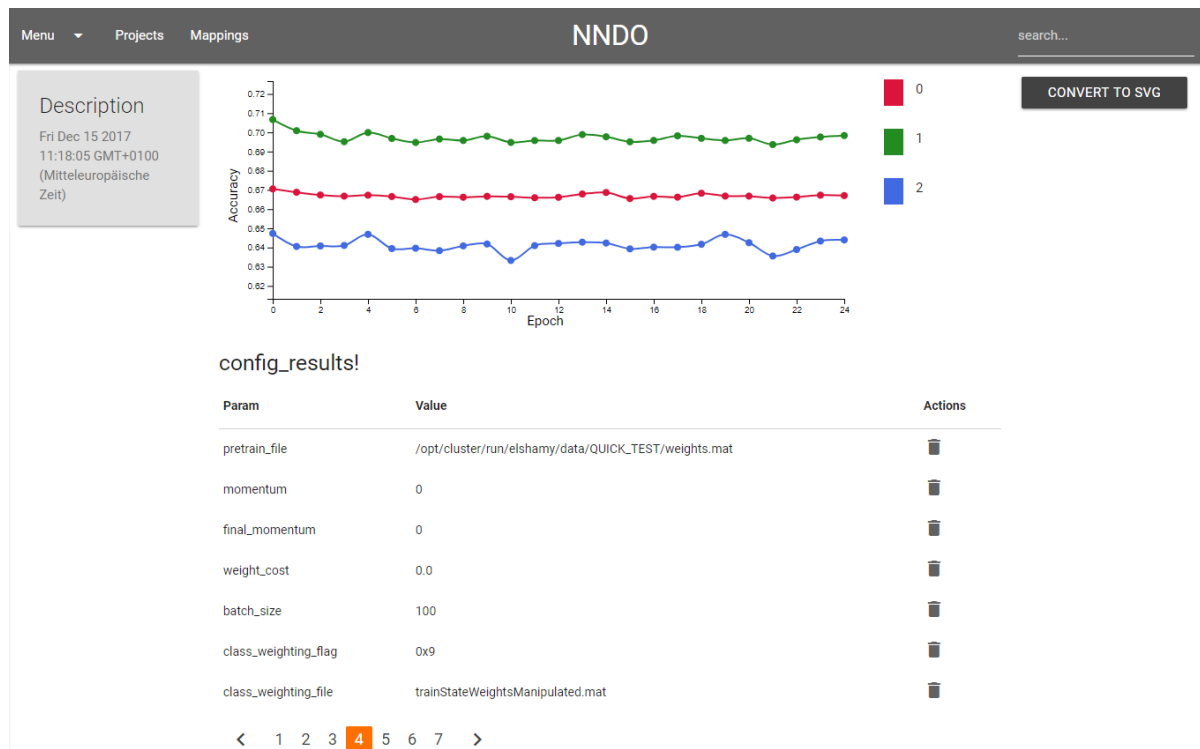 Menu Projects Mappings NNDO search...
Description
Fri Dec 15 2017
11:18:05 GMT+0100
(Mitteleuropäische
Zeit)
0.72
0.71
0.70
0.69
0.68
0.67
0.66
0.65
0.64
0.63
0.62
Accuracy
0 2 4 6 8 10 12 14 16 18 20 22 24
Epoch
0
1
2
CONVERT TO SVG
config_results!
Param Value Actions
pretrain_file /opt/cluster/run/elshamy/data/QUICK_TEST/weights.mat
momentum 0
final_momentum 0
weight_cost 0.0
batch_size 100
class_weighting_flag 0x9
class_weighting_file trainStateWeightsManipulated.mat
1 2 3 4 5 6 7